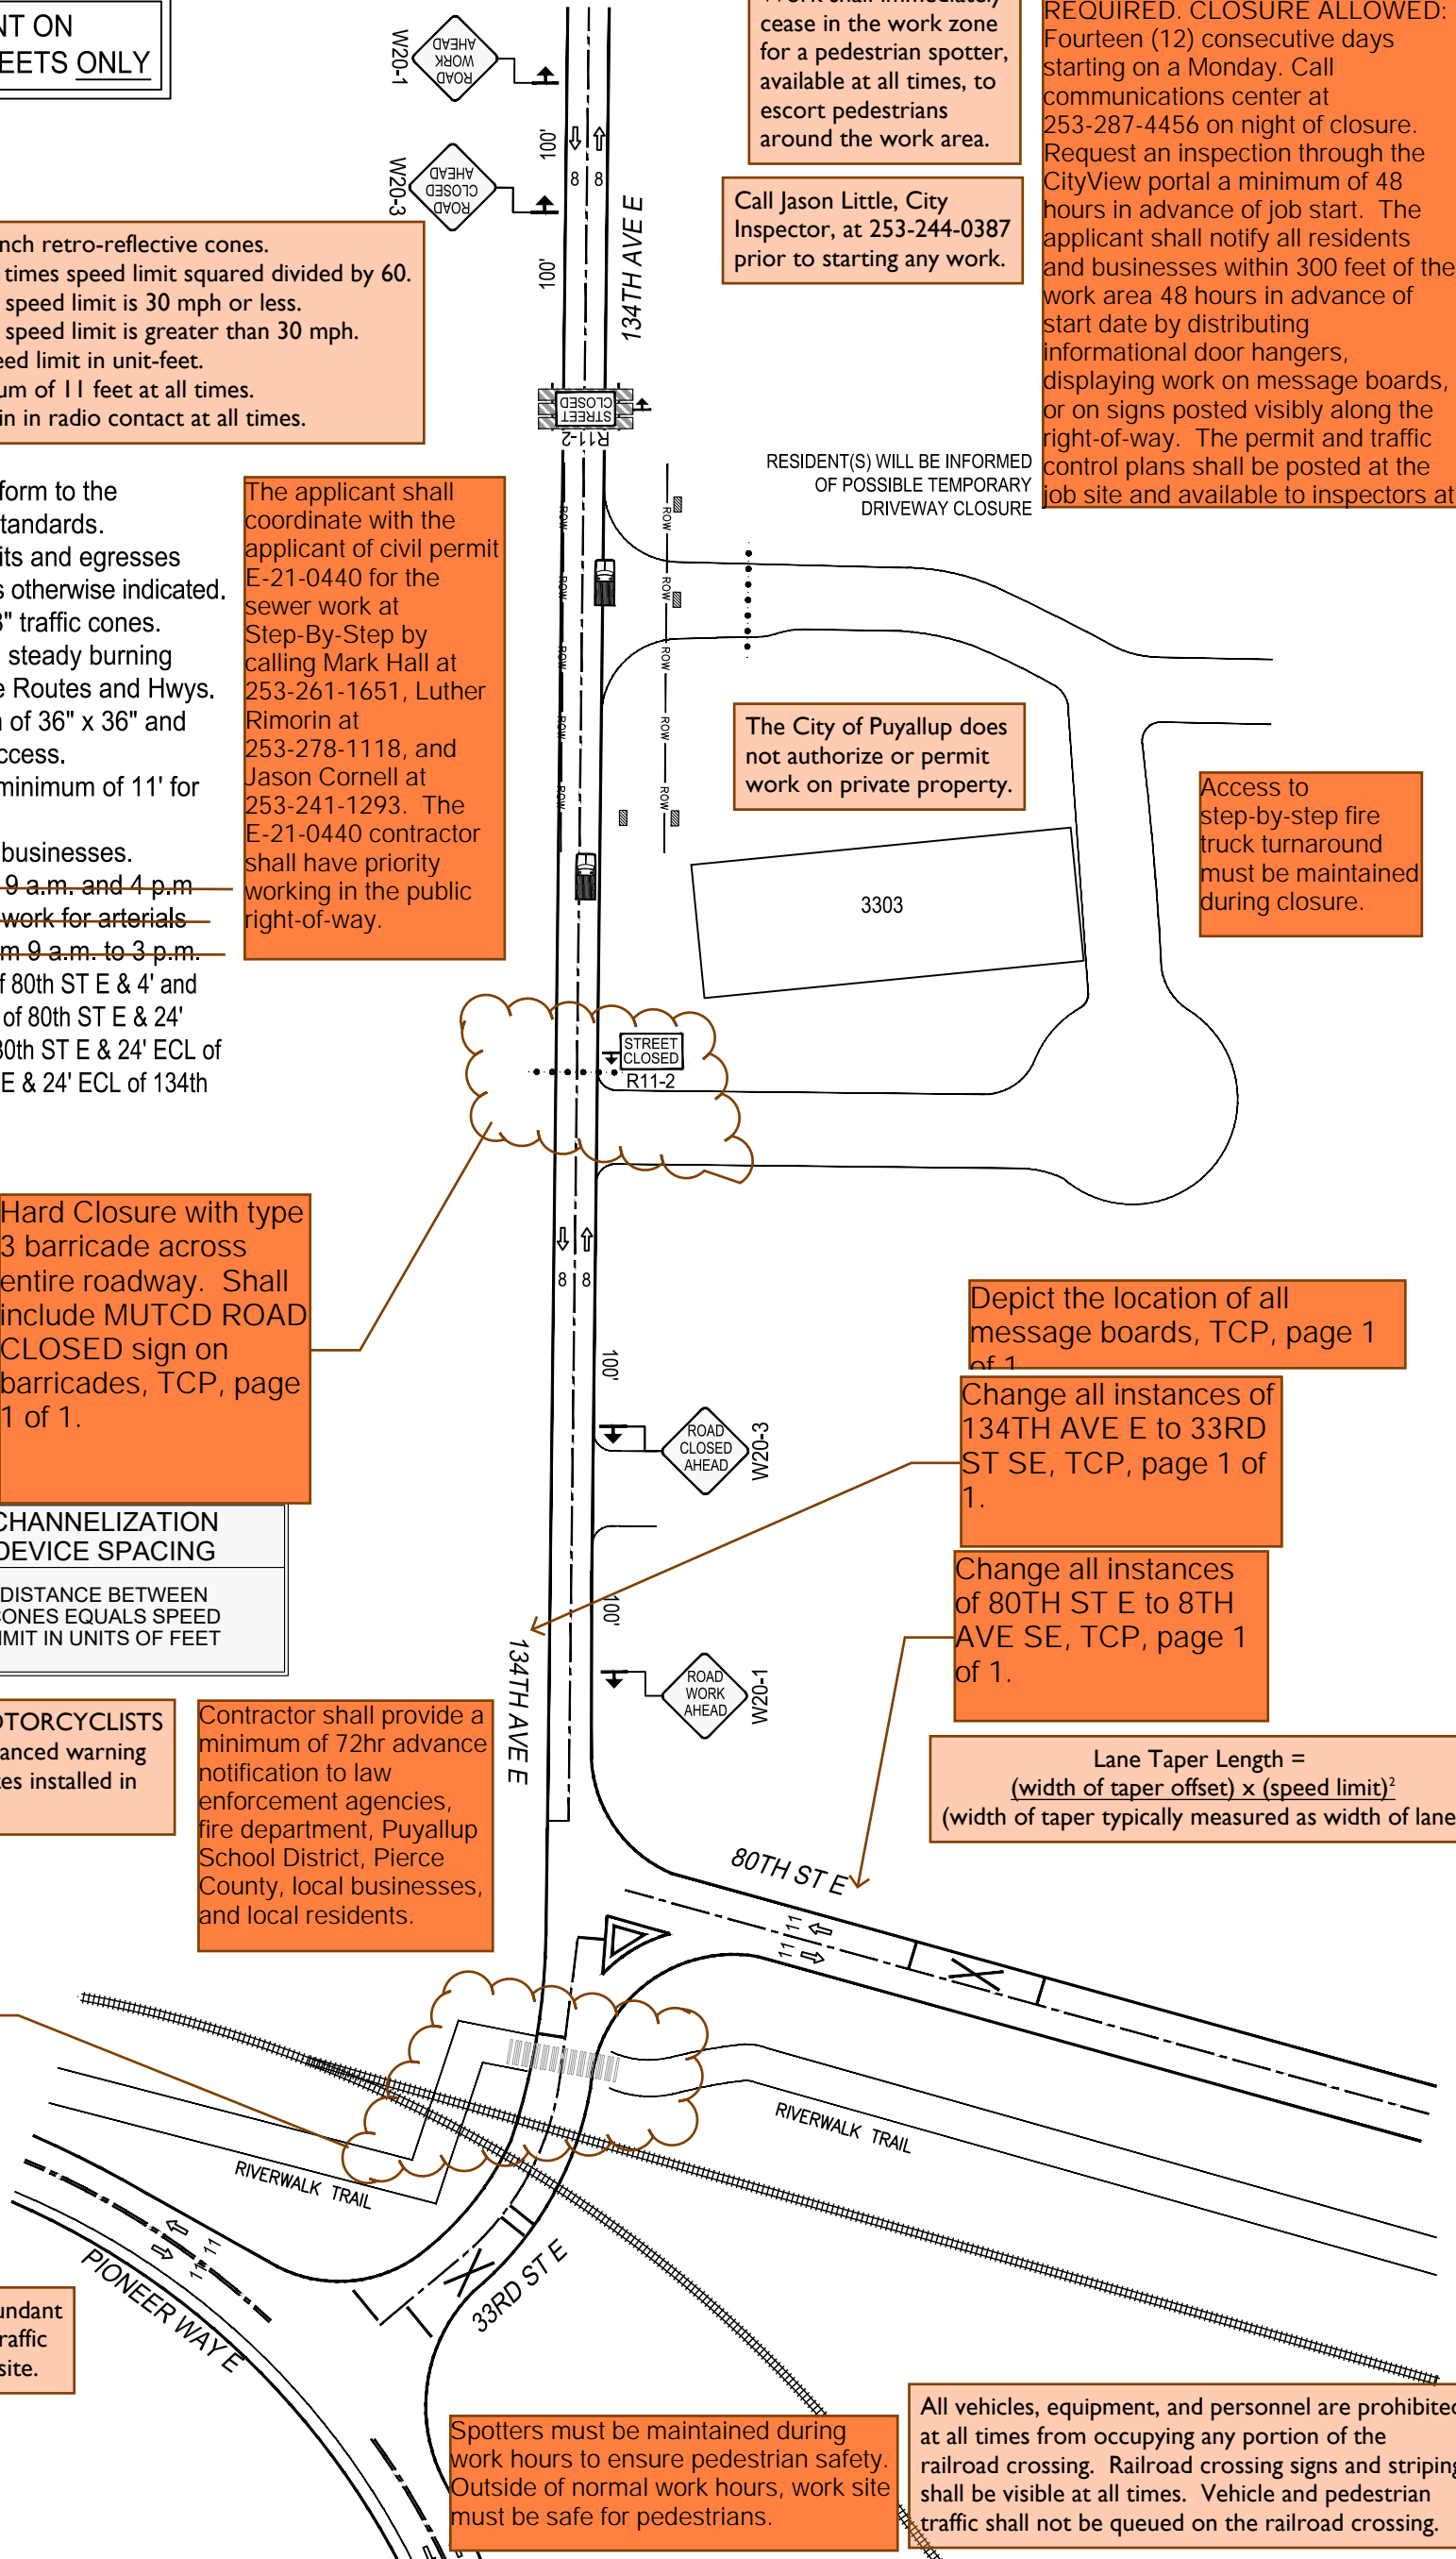 NT ON
EETS ONLY
ROAD
WORK
AHEAD
W20-1
100'
8 8
ROAD
CLOSED
AHEAD
W20-3
100'
134TH AVE E
cease in the work zone
for a pedestrian spotter,
available at all times, to
escort pedestrians
around the work area.
Call Jason Little, City
Inspector, at 253-244-0387
prior to starting any work.
REQUIRED. CLOSURE ALLOWED:
Fourteen (12) consecutive days
starting on a Monday. Call
communications center at
253-287-4456 on night of closure.
Request an inspection through the
CityView portal a minimum of 48
hours in advance of job start. The
applicant shall notify all residents
and businesses within 300 feet of the
work area 48 hours in advance of
start date by distributing
informational door hangers,
displaying work on message boards,
or on signs posted visibly along the
right-of-way. The permit and traffic
control plans shall be posted at the
job site and available to inspectors at
nch retro-reflective cones.
times speed limit squared divided by 60.
speed limit is 30 mph or less.
speed limit is greater than 30 mph.
eed limit in unit-feet.
um of 11 feet at all times.
in in radio contact at all times.
STREET
CLOSED
R11-2
RESIDENT(S) WILL BE INFORMED
OF POSSIBLE TEMPORARY
DRIVEWAY CLOSURE
form to the
tandards.
its and egresses
s otherwise indicated.
8" traffic cones.
steady burning
e Routes and Hwys.
n of 36" x 36" and
ccess.
minimum of 11' for
businesses.
9 a.m. and 4 p.m
work for arterials
m 9 a.m. to 3 p.m.
f 80th ST E & 4' and
of 80th ST E & 24'
80th ST E & 24' ECL of
E & 24' ECL of 134th
The applicant shall
coordinate with the
applicant of civil permit
E-21-0440 for the
sewer work at
Step-By-Step by
calling Mark Hall at
253-261-1651, Luther
Rimorin at
253-278-1118, and
Jason Cornell at
253-241-1293. The
E-21-0440 contractor
shall have priority
working in the public
right-of-way.
ROW
ROW
ROW
ROW
ROW
ROW
ROW
ROW
ROW
ROW
The City of Puyallup does
not authorize or permit
work on private property.
3303
Access to
step-by-step fire
truck turnaround
must be maintained
during closure.
STREET
CLOSED
R11-2
Hard Closure with type
3 barricade across
entire roadway. Shall
include MUTCD ROAD
CLOSED sign on
barricades, TCP, page
1 of 1.
8 8
100'
ROAD
CLOSED
AHEAD
W20-3
Depict the location of all
message boards, TCP, page 1
of 1
Change all instances of
134TH AVE E to 33RD
ST SE, TCP, page 1 of
1.
Change all instances
of 80TH ST E to 8TH
AVE SE, TCP, page 1
of 1.
CHANNELIZATION
DEVICE SPACING
DISTANCE BETWEEN
CONES EQUALS SPEED
IMIT IN UNITS OF FEET
100'
134TH AVE E
ROAD
WORK
AHEAD
W20-1
OTORCYCLISTS
anced warning
es installed in
Contractor shall provide a
minimum of 72hr advance
notification to law
enforcement agencies,
fire department, Puyallup
School District, Pierce
County, local businesses,
and local residents.
Lane Taper Length =
(width of taper offset) x (speed limit)²
(width of taper typically measured as width of lane
80TH ST E
11
11
RIVERWALK TRAIL
RIVERWALK TRAIL
11
11
PIONEER WAY E
33RD ST E
undant
raffic
site.
Spotters must be maintained during
work hours to ensure pedestrian safety.
Outside of normal work hours, work site
must be safe for pedestrians.
All vehicles, equipment, and personnel are prohibited
at all times from occupying any portion of the
railroad crossing. Railroad crossing signs and striping
shall be visible at all times. Vehicle and pedestrian
traffic shall not be queued on the railroad crossing.